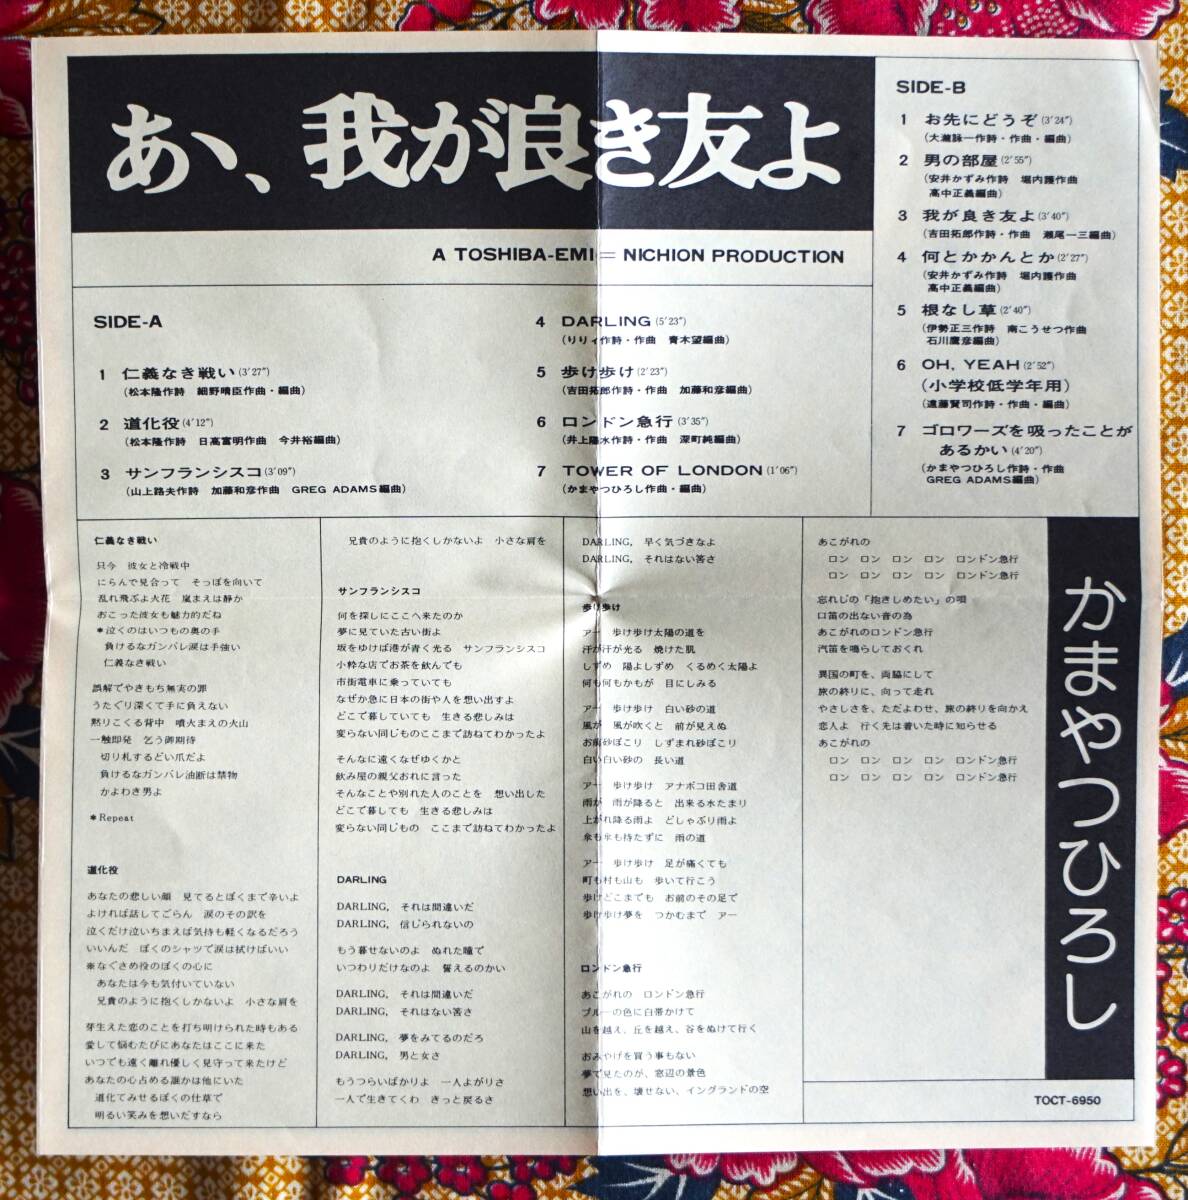 あゝ、我が良き友よ
A TOSHIBA-EMI=NICHION PRODUCTION
SIDE-A
1 仁義なき戦い(3'27")
(松本隆作詩 細野晴臣作曲・編曲)
2 道化役(4'12")
(松本隆作詩 日高富明作曲 今井裕編曲)
3 サンフランシスコ(3'09")
(山上路夫作詩 加藤和彦作曲 GREG ADAMS編曲)
4 DARLING(5'23")
(りりィ作詩・作曲 青木望編曲)
5 歩け歩け(2'23")
(吉田拓郎作詩・作曲 加藤和彦編曲)
6 ロンドン急行(3'35")
(井上陽水作詩・作曲 深町純編曲)
7 TOWER OF LONDON(1'06")
(かまやつひろし作曲・編曲)
SIDE-B
1 お先にどうぞ(3'24")
(大瀧詠一作詩・作曲・編曲)
2 男の部屋(2'55")
(安井かずみ作詩 堀内護作曲
高中正義編曲)
3 我が良き友よ(3'40")
(吉田拓郎作詩・作曲 瀬尾一三編曲)
4 何とかかんとか(2'27")
(安井かずみ作詩 堀内護作曲
高中正義編曲)
5 根なし草(2'40")
(伊勢正三作詩 南こうせつ作曲
石川鷹彦編曲)
6 OH, YEAH(2'52")
(小学校低学年用)
(遠藤賢司作詩・作曲・編曲)
7 ゴロワーズを吸ったことが
あるかい(4'20")
(かまやつひろし作詩・作曲
GREG ADAMS編曲)
仁義なき戦い
只今 彼女と冷戦中
にらんで見合って そっぽを向いて
乱れ飛ぶよ火花 嵐まえは静か
おこった彼女も魅力的だね
*泣くのはいつもの奥の手
負けるなガンバレ涙は手強い
仁義なき戦い
誤解でやきもち無実の罪
うたぐり深くて手に負えない
黙りこくる背中 噴火まえの火山
一触即発 乞う御期待
切り札するどい爪だよ
負けるなガンバレ油断は禁物
かよわき男よ
*Repeat
道化役
あなたの悲しい顔 見てるとぼくまで辛いよ
よければ話してごらん 涙のその訳を
泣くだけ泣いちまえば気持も軽くなるだろう
いいんだ ぼくのシャツで涙は拭けばいい
※なぐさめ役のぼくの心に
あなたは今も気付いていない
兄貴のように抱くしかないよ 小さな肩を
芽生えた恋のことを打ち明けられた時もある
愛して悩むたびにあなたはここに来た
いつでも遠く離れ優しく見守って来たけど
あなたの心占める誰かは他にいた
道化てみせるぼくの仕草で
明るい笑みを想いだすなら
兄貴のように抱くしかないよ 小さな肩を
サンフランシスコ
何を探しにここへ来たのか
夢に見ていた古い街よ
坂をゆけば港が青く光る サンフランシスコ
小粋な店でお茶を飲んでも
市街電車に乗っていても
なぜか急に日本の街や人を想い出すよ
どこで暮していても 生きる悲しみは
変らない同じものここまで訪ねてわかったよ
そんなに遠くなぜゆくかと
飲み屋の親父おれに言った
そんなことや別れた人のことを 想い出した
どこで暮しても 生きる悲しみは
変らない同じもの ここまで訪ねてわかったよ
DARLING
DARLING, それは間違いだ
DARLING, 信じられないの
もう暮せないのよ ぬれた瞳で
いつわりだけなのよ 誓えるのかい
DARLING, それは間違いだ
DARLING, それはない筈さ
DARLING, 夢をみてるのだろ
DARLING, 男と女さ
もうつらいばかりよ 一人よがりさ
一人で生きてくわ きっと戻るさ
DARLING, 早く気づきなよ
DARLING, それはない筈さ
歩け歩け
アー 歩け歩け太陽の道を
汗が汗が光る 焼けた肌
しずめ 陽よしずめ くるめく太陽よ
何も何もかもが 目にしみる
アー 歩け歩け 白い砂の道
風が 風が吹くと 前が見えぬ
お前砂ぼこり しずまれ砂ぼこり
白い白い砂の 長い道
アー 歩け歩け アナボコ田舎道
雨が 雨が降ると 出来る水たまり
上がれ降る雨よ どしゃぶり雨よ
傘も傘も持たずに 雨の道
アー 歩け歩け 足が痛くても
町も村も山も 歩いて行こう
歩けどこまでも お前のその足で
歩け歩け夢を つかむまで アー
ロンドン急行
あこがれの ロンドン急行
ブルーの色に白帯かけて
山を越え、丘を越え、谷をぬけて行く
おみやげを買う事もない
夢で見たのが、窓辺の景色
想い出を、壊せない、イングランドの空
あこがれの
ロン ロン ロン ロン ロンドン急行
ロン ロン ロン ロン ロンドン急行
忘れじの「抱きしめたい」の唄
口笛の出ない音の為
あこがれのロンドン急行
汽笛を鳴らしておくれ
異国の町を、両脇にして
旅の終りに、向って走れ
やさしさを、ただよわせ、旅の終りを向かえ
恋人よ 行く先は着いた時に知らせる
あこがれの
ロン ロン ロン ロン ロンドン急行
ロン ロン ロン ロン ロンドン急行
かまやつひろし
TOCT-6950